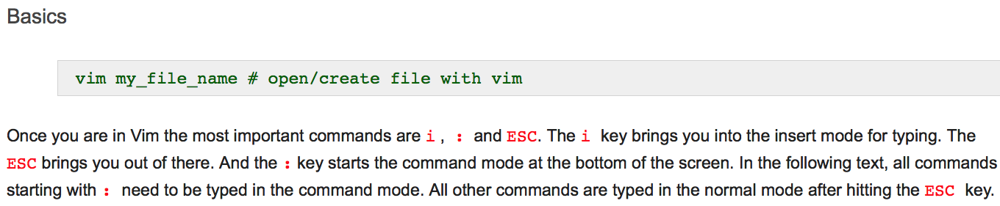 Basics
vim my_file_name # open/create file with vim
Once you are in Vim the most important commands are i , : and ESC. The i key brings you into the insert mode for typing. The
ESC brings you out of there. And the : key starts the command mode at the bottom of the screen. In the following text, all commands
starting with : need to be typed in the command mode. All other commands are typed in the normal mode after hitting the ESC key.